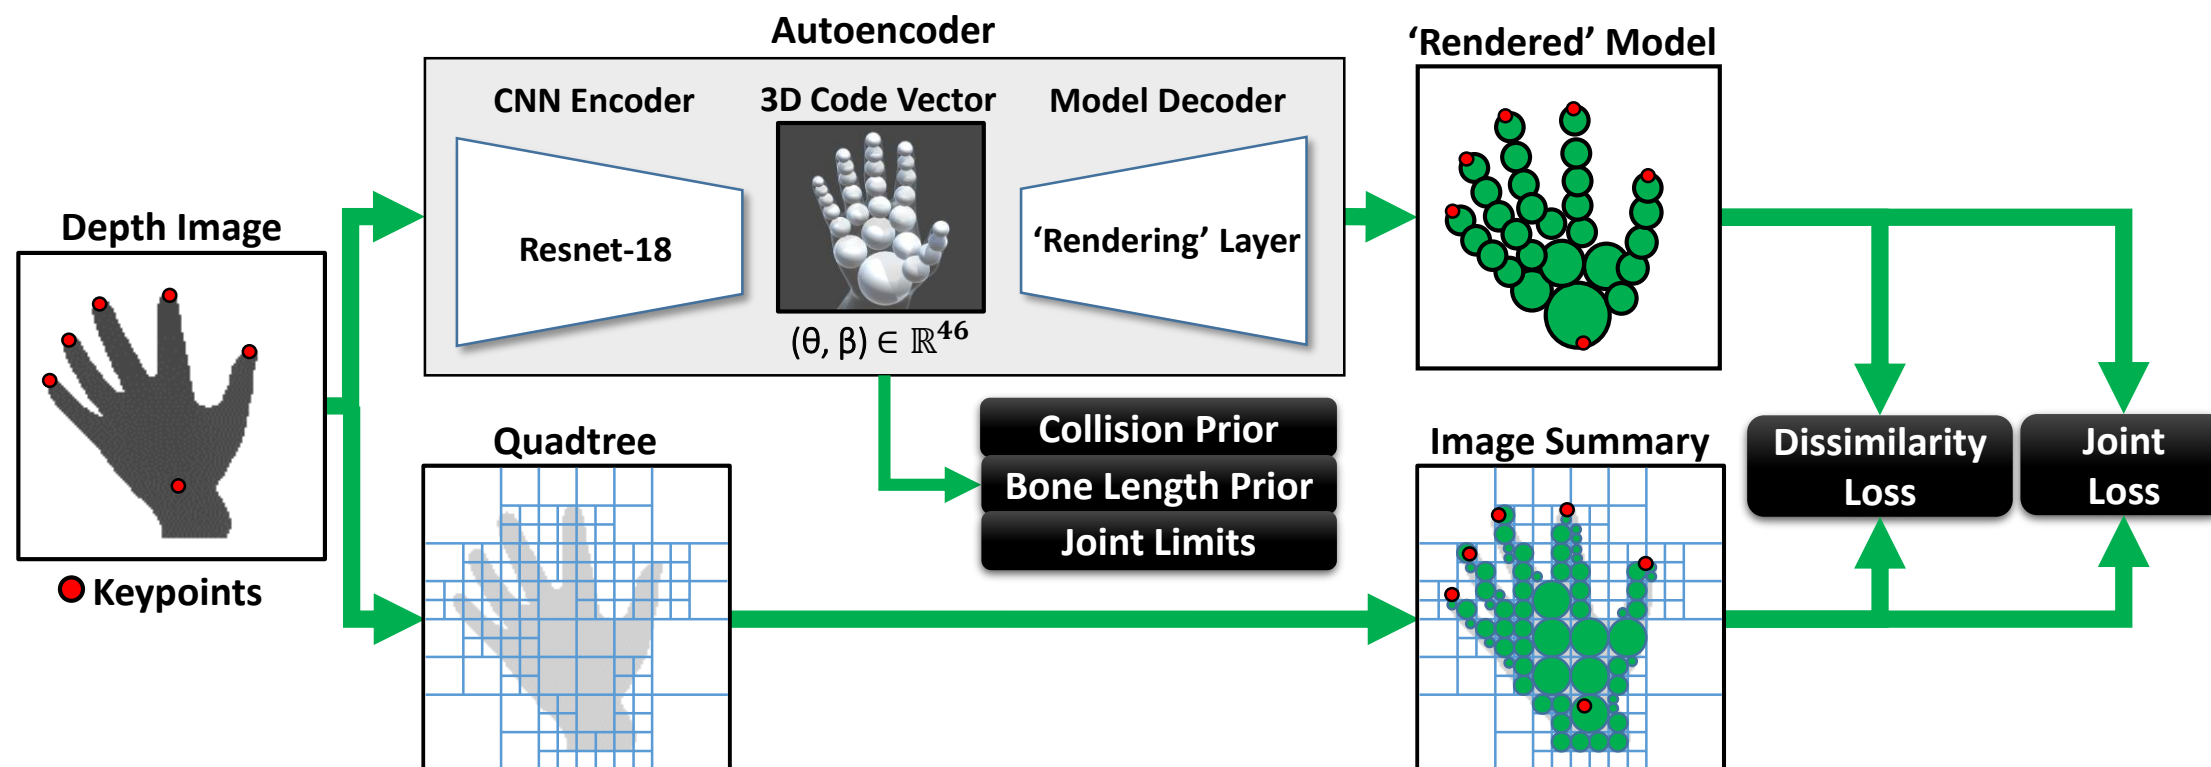 Autoencoder
‘Rendered’ Model
CNN Encoder
3D Code Vector
Model Decoder
Depth Image
Resnet-18
‘Rendering’ Layer
(θ, β) ∈ ℝ⁴⁶
Keypoints
Quadtree
Collision Prior
Bone Length Prior
Joint Limits
Image Summary
Dissimilarity
Loss
Joint
Loss